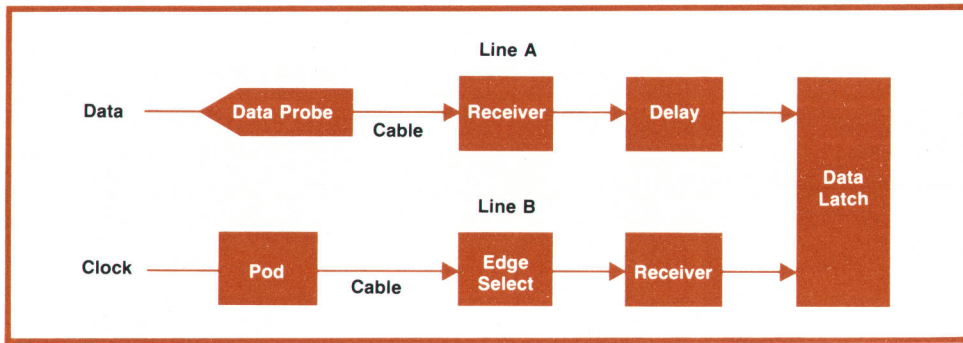 Line A
Data
Data Probe
Cable
Receiver
Delay
Data
Latch
Line B
Clock
Pod
Cable
Edge
Select
Receiver